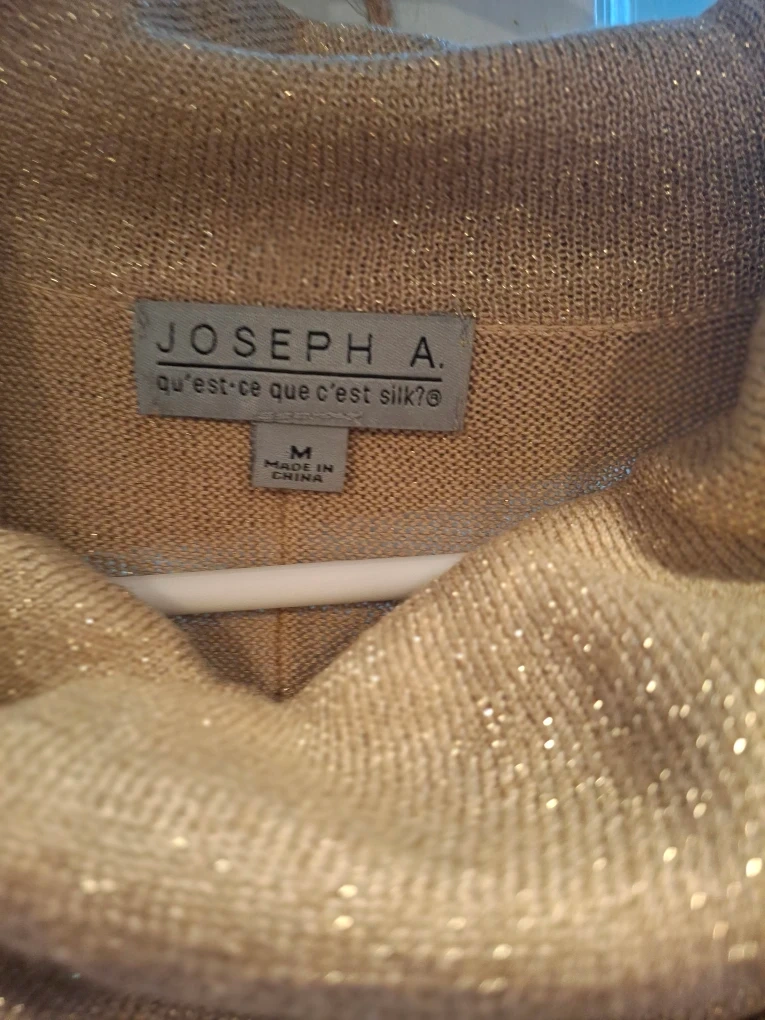 JOSEPH A.
qu'est·ce que c'est silk?®
M
MADE IN
CHINA